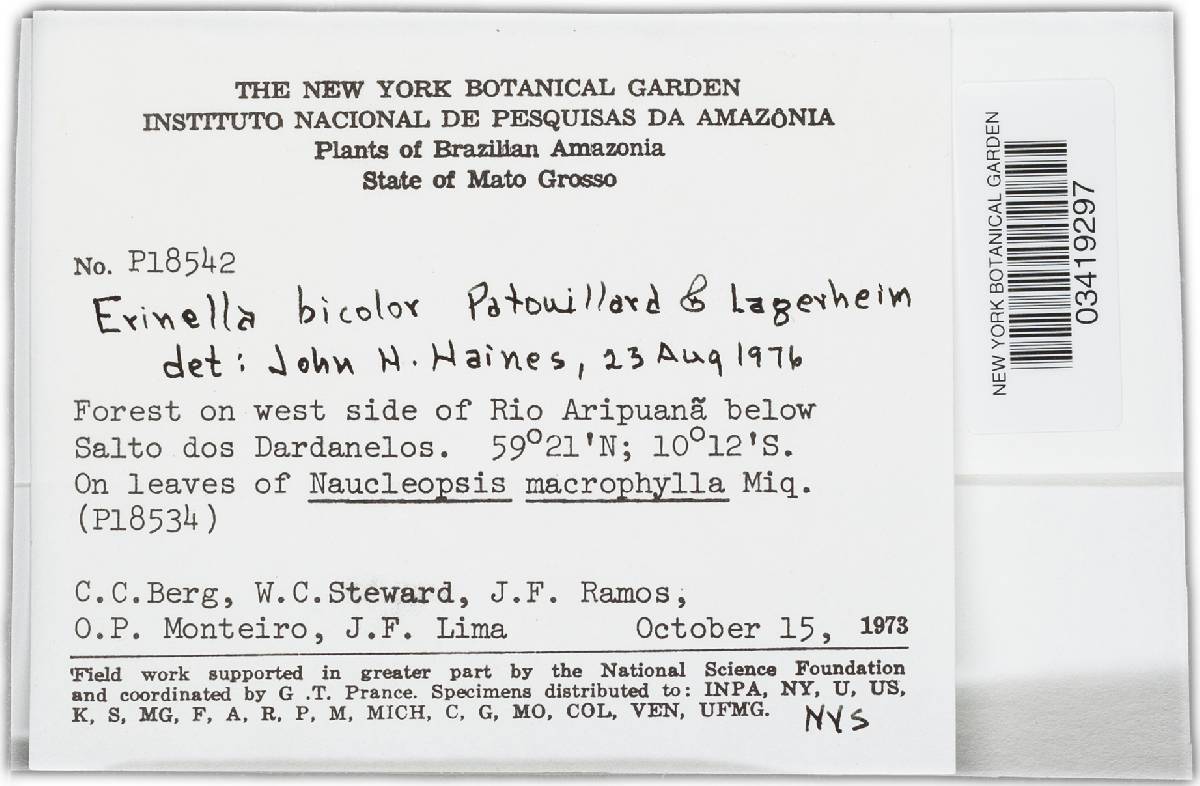 THE NEW YORK BOTANICAL GARDEN
INSTITUTO NACIONAL DE PESQUISAS DA AMAZÔNIA
Plants of Brazilian Amazonia
State of Mato Grosso
No. P18542
Erinella bicolor Patouillard & Lagerheim
det: John H. Haines, 23 Aug 1976
Forest on west side of Rio Aripuanã below
Salto dos Dardanelos. 59°21'N; 10°12'S.
On leaves of Naucleopsis macrophylla Miq.
(P18534)
C.C.Berg, W.C.Steward, J.F. Ramos,
O.P. Monteiro, J.F. Lima October 15, 1973
Field work supported in greater part by the National Science Foundation
and coordinated by G .T. Prance. Specimens distributed to: INPA, NY, U, US,
K, S, MG, F, A, R, P, M, MICH, C, G, MO, COL, VEN, UFMG. NYS
NEW YORK BOTANICAL GARDEN
03419297